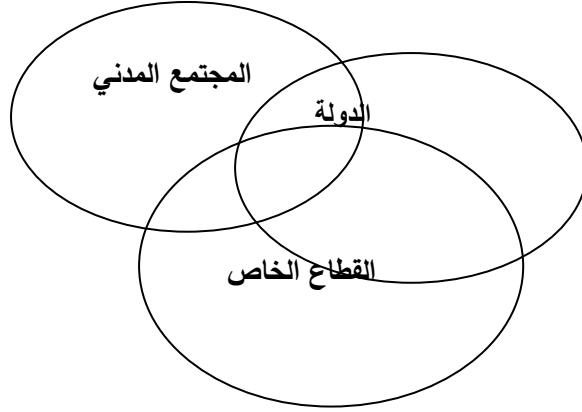 المجتمع المدني
الدولة
القطاع الخاص